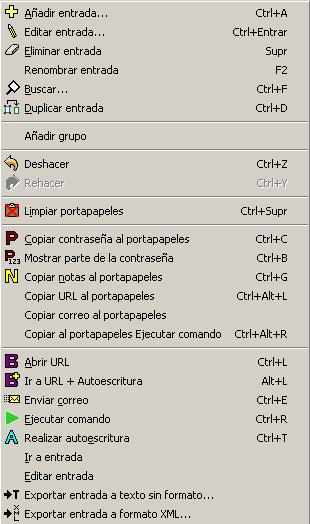 Añadir entrada... Ctrl+A
Editar entrada... Ctrl+Entrar
Eliminar entrada Supr
Renombrar entrada F2
Buscar... Ctrl+F
Duplicar entrada Ctrl+D
Añadir grupo
Deshacer Ctrl+Z
Rehacer Ctrl+Y
Limpiar portapapeles Ctrl+Supr
P Copiar contraseña al portapapeles Ctrl+C
P123 Mostrar parte de la contraseña Ctrl+B
N Copiar notas al portapapeles Ctrl+G
Copiar URL al portapapeles Ctrl+Alt+L
Copiar correo al portapapeles
Copiar al portapapeles Ejecutar comando Ctrl+Alt+R
B Abrir URL Ctrl+L
B Ir a URL + Autoescritura Alt+L
Enviar correo Ctrl+E
Ejecutar comando Ctrl+R
A Realizar autoescritura Ctrl+T
Ir a entrada
Editar entrada
T Exportar entrada a texto sin formato...
XML Exportar entrada a formato XML...